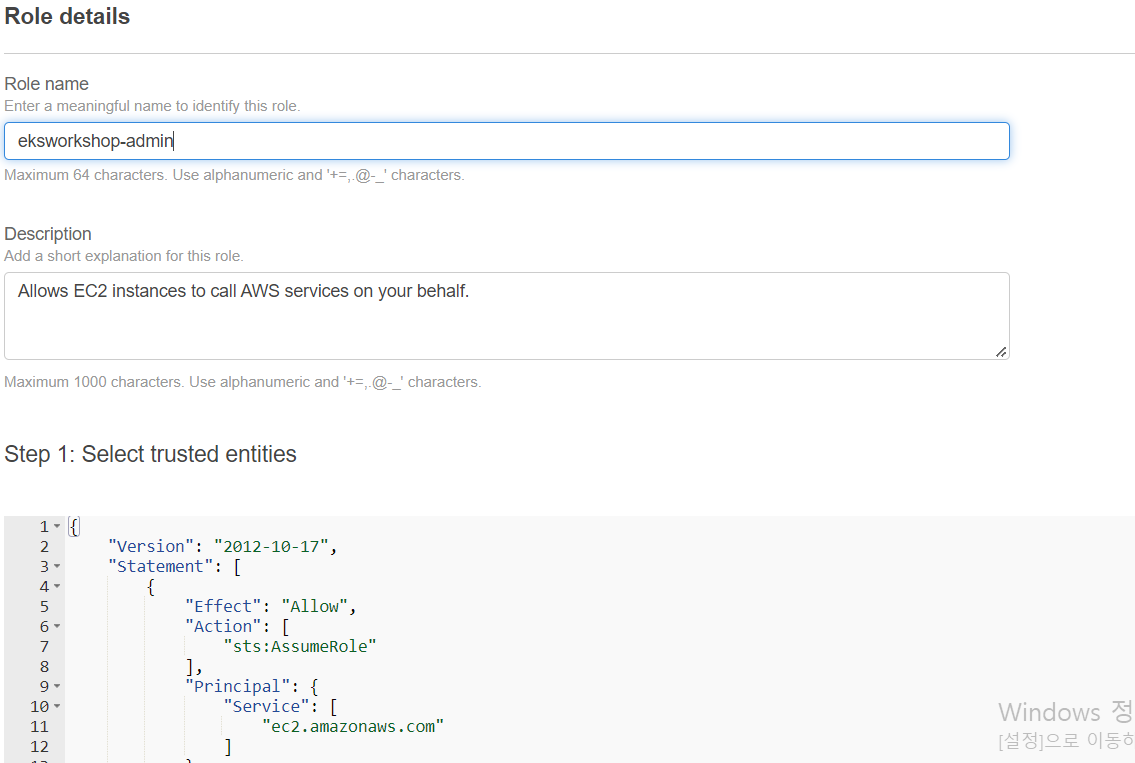 Role details
Role name
Enter a meaningful name to identify this role.
eksworkshop-admin
Maximum 64 characters. Use alphanumeric and '+=,.@-_' characters.
Description
Add a short explanation for this role.
Allows EC2 instances to call AWS services on your behalf.
Maximum 1000 characters. Use alphanumeric and '+=,.@-_' characters.
Step 1: Select trusted entities
1 {
2 "Version": "2012-10-17",
3 "Statement": [
4 {
5 "Effect": "Allow",
6 "Action": [
7 "sts:AssumeRole"
8 ],
9 "Principal": {
10 "Service": [
11 "ec2.amazonaws.com"
12 ]
Windows 정
[설정]으로 이동하